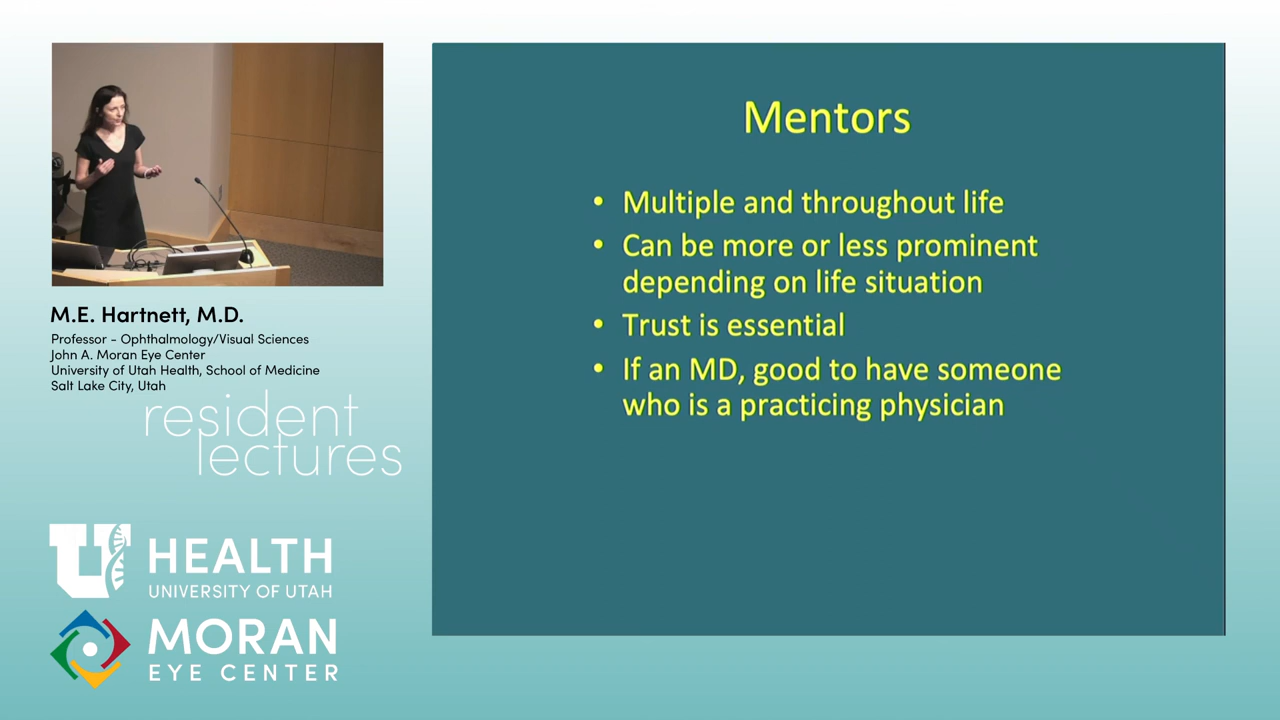 M.E. Hartnett, M.D.
Professor – Ophthalmology/Visual Sciences
John A. Moran Eye Center
University of Utah Health, School of Medicine
Salt Lake City, Utah
resident
lectures
U HEALTH
UNIVERSITY OF UTAH
MORAN
EYE CENTER
Mentors
• Multiple and throughout life
• Can be more or less prominent
depending on life situation
• Trust is essential
• If an MD, good to have someone
who is a practicing physician